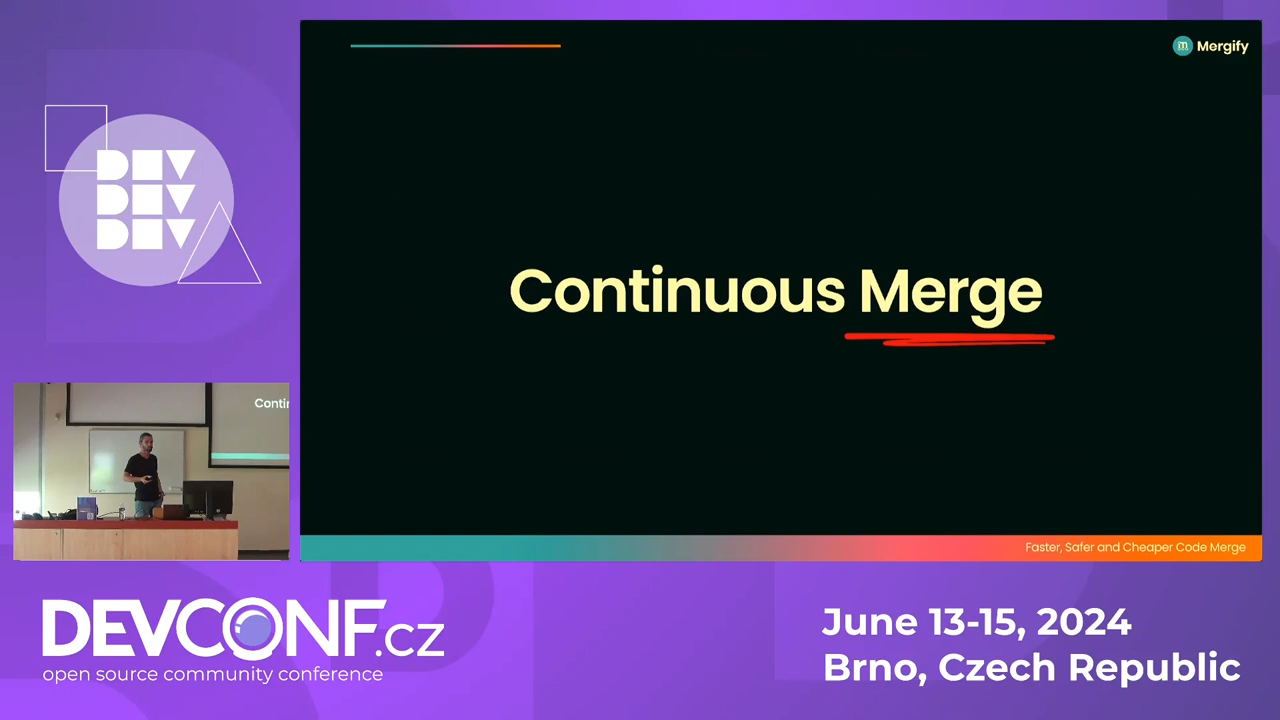 DEV
DEV
DEV
Mergify
Continuous Merge
Faster, Safer and Cheaper Code Merge
Contin
DEVCONF.cz
open source community conference
June 13-15, 2024
Brno, Czech Republic